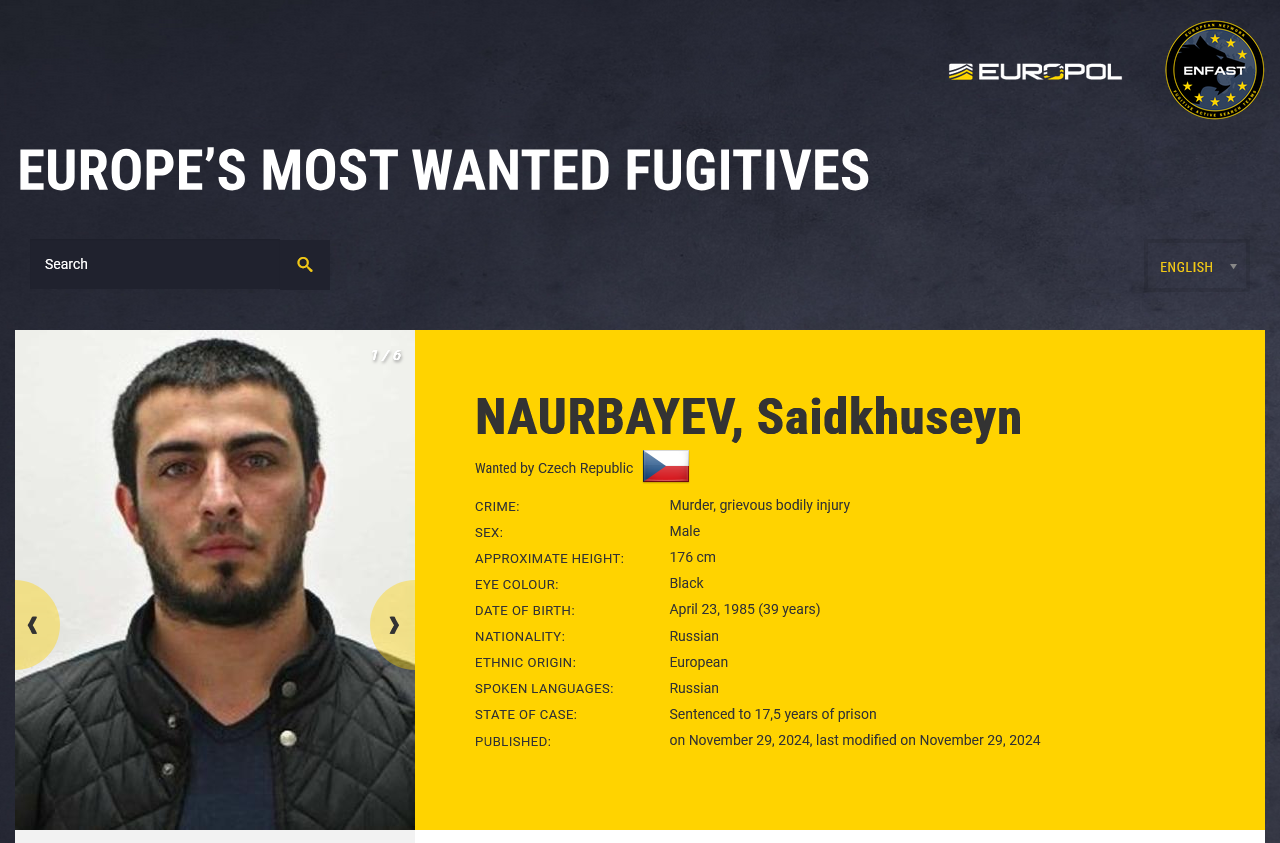 EUROPOL
EUROPEAN NETWORK
ENFAST
FUGITIVE ACTIVE SEARCH TEAMS
EUROPE’S MOST WANTED FUGITIVES
Search
ENGLISH
1 / 6
NAURBAYEV, Saidkhuseyn
Wanted by Czech Republic
CRIME: Murder, grievous bodily injury
SEX: Male
APPROXIMATE HEIGHT: 176 cm
EYE COLOUR: Black
DATE OF BIRTH: April 23, 1985 (39 years)
NATIONALITY: Russian
ETHNIC ORIGIN: European
SPOKEN LANGUAGES: Russian
STATE OF CASE: Sentenced to 17,5 years of prison
PUBLISHED: on November 29, 2024, last modified on November 29, 2024